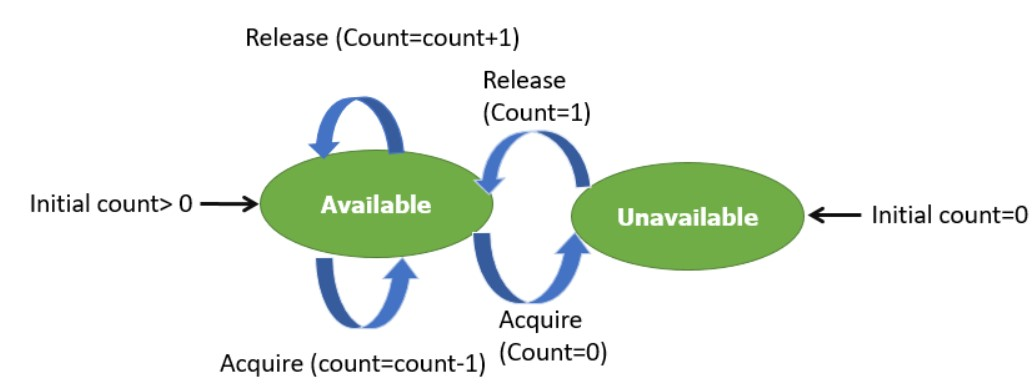 Release (Count=count+1)
Release
(Count=1)
Initial count> 0
Available
Unavailable
Initial count=0
Acquire
(Count=0)
Acquire (count=count-1)